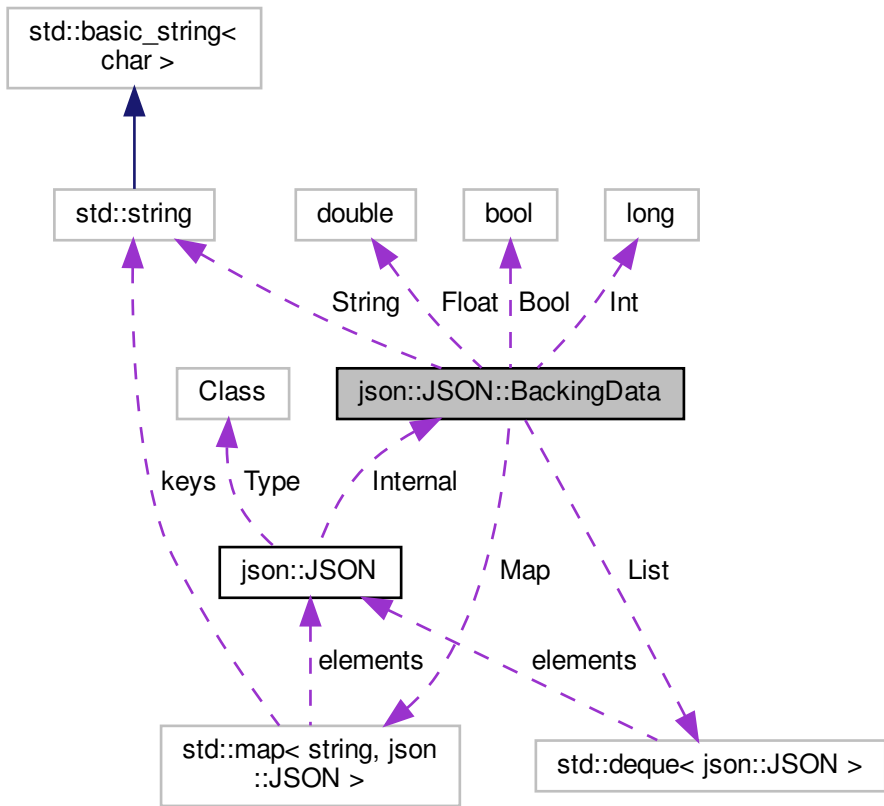 std::basic_string<
char >
std::string
double
bool
long
String
Float
Bool
Int
Class
json::JSON::BackingData
keys
Type
Internal
json::JSON
Map
List
elements
elements
std::map< string, json
::JSON >
std::deque< json::JSON >